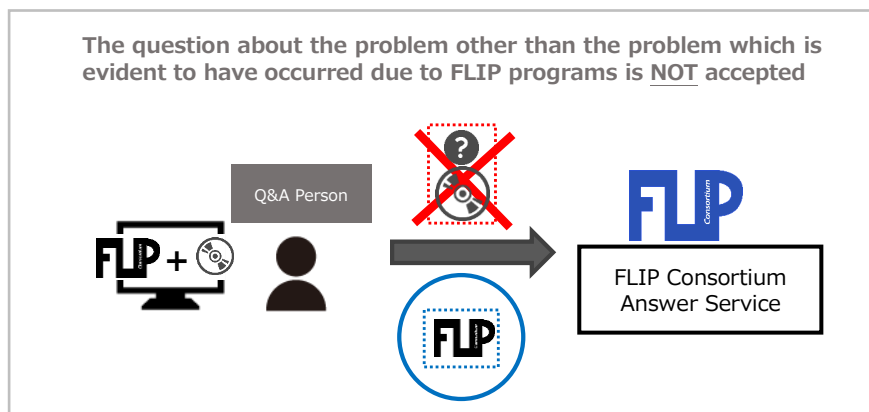 The question about the problem other than the problem which is
evident to have occurred due to FLIP programs is NOT accepted
?
Q&A Person
FLIP
Consortium
FLIP
+
FLIP Consortium
Answer Service
FLIP